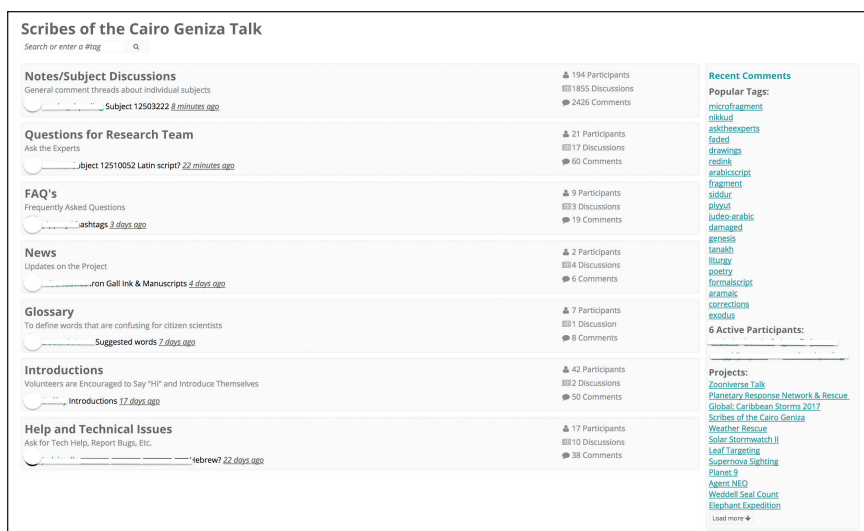 Scribes of the Cairo Geniza Talk
Search or enter a #tag
Notes/Subject Discussions
General comment threads about individual subjects
Subject 12503222 8 minutes ago
194 Participants
1855 Discussions
2426 Comments
Questions for Research Team
Ask the Experts
12510052 Latin script? 22 minutes ago
21 Participants
17 Discussions
60 Comments
FAQ's
Frequently Asked Questions
3 days ago
9 Participants
3 Discussions
19 Comments
News
Updates on the Project
Gall Ink & Manuscripts 4 days ago
2 Participants
4 Discussions
6 Comments
Glossary
To define words that are confusing for citizen scientists
Suggested words 7 days ago
7 Participants
1 Discussion
8 Comments
Introductions
Volunteers are Encouraged to Say "Hi" and Introduce Themselves
Introductions 17 days ago
42 Participants
2 Discussions
50 Comments
Help and Technical Issues
Ask for Tech Help, Report Bugs, Etc.
22 days ago
17 Participants
10 Discussions
38 Comments
Recent Comments
Popular Tags:
microfragment
nikkud
asktheexperts
faded
drawings
redink
arabicscript
fragment
siddur
piyyut
judeo-arabic
damaged
genesis
tanakh
liturgy
poetry
formalscript
aramaic
corrections
exodus
6 Active Participants:
Projects:
Zooniverse Talk
Planetary Response Network & Rescue
Global: Caribbean Storms 2017
Scribes of the Cairo Geniza
Weather Rescue
Solar Stormwatch II
Leaf Targeting
Supernova Sighting
Planet 9
Agent NEO
Weddell Seal Count
Elephant Expedition
Load more